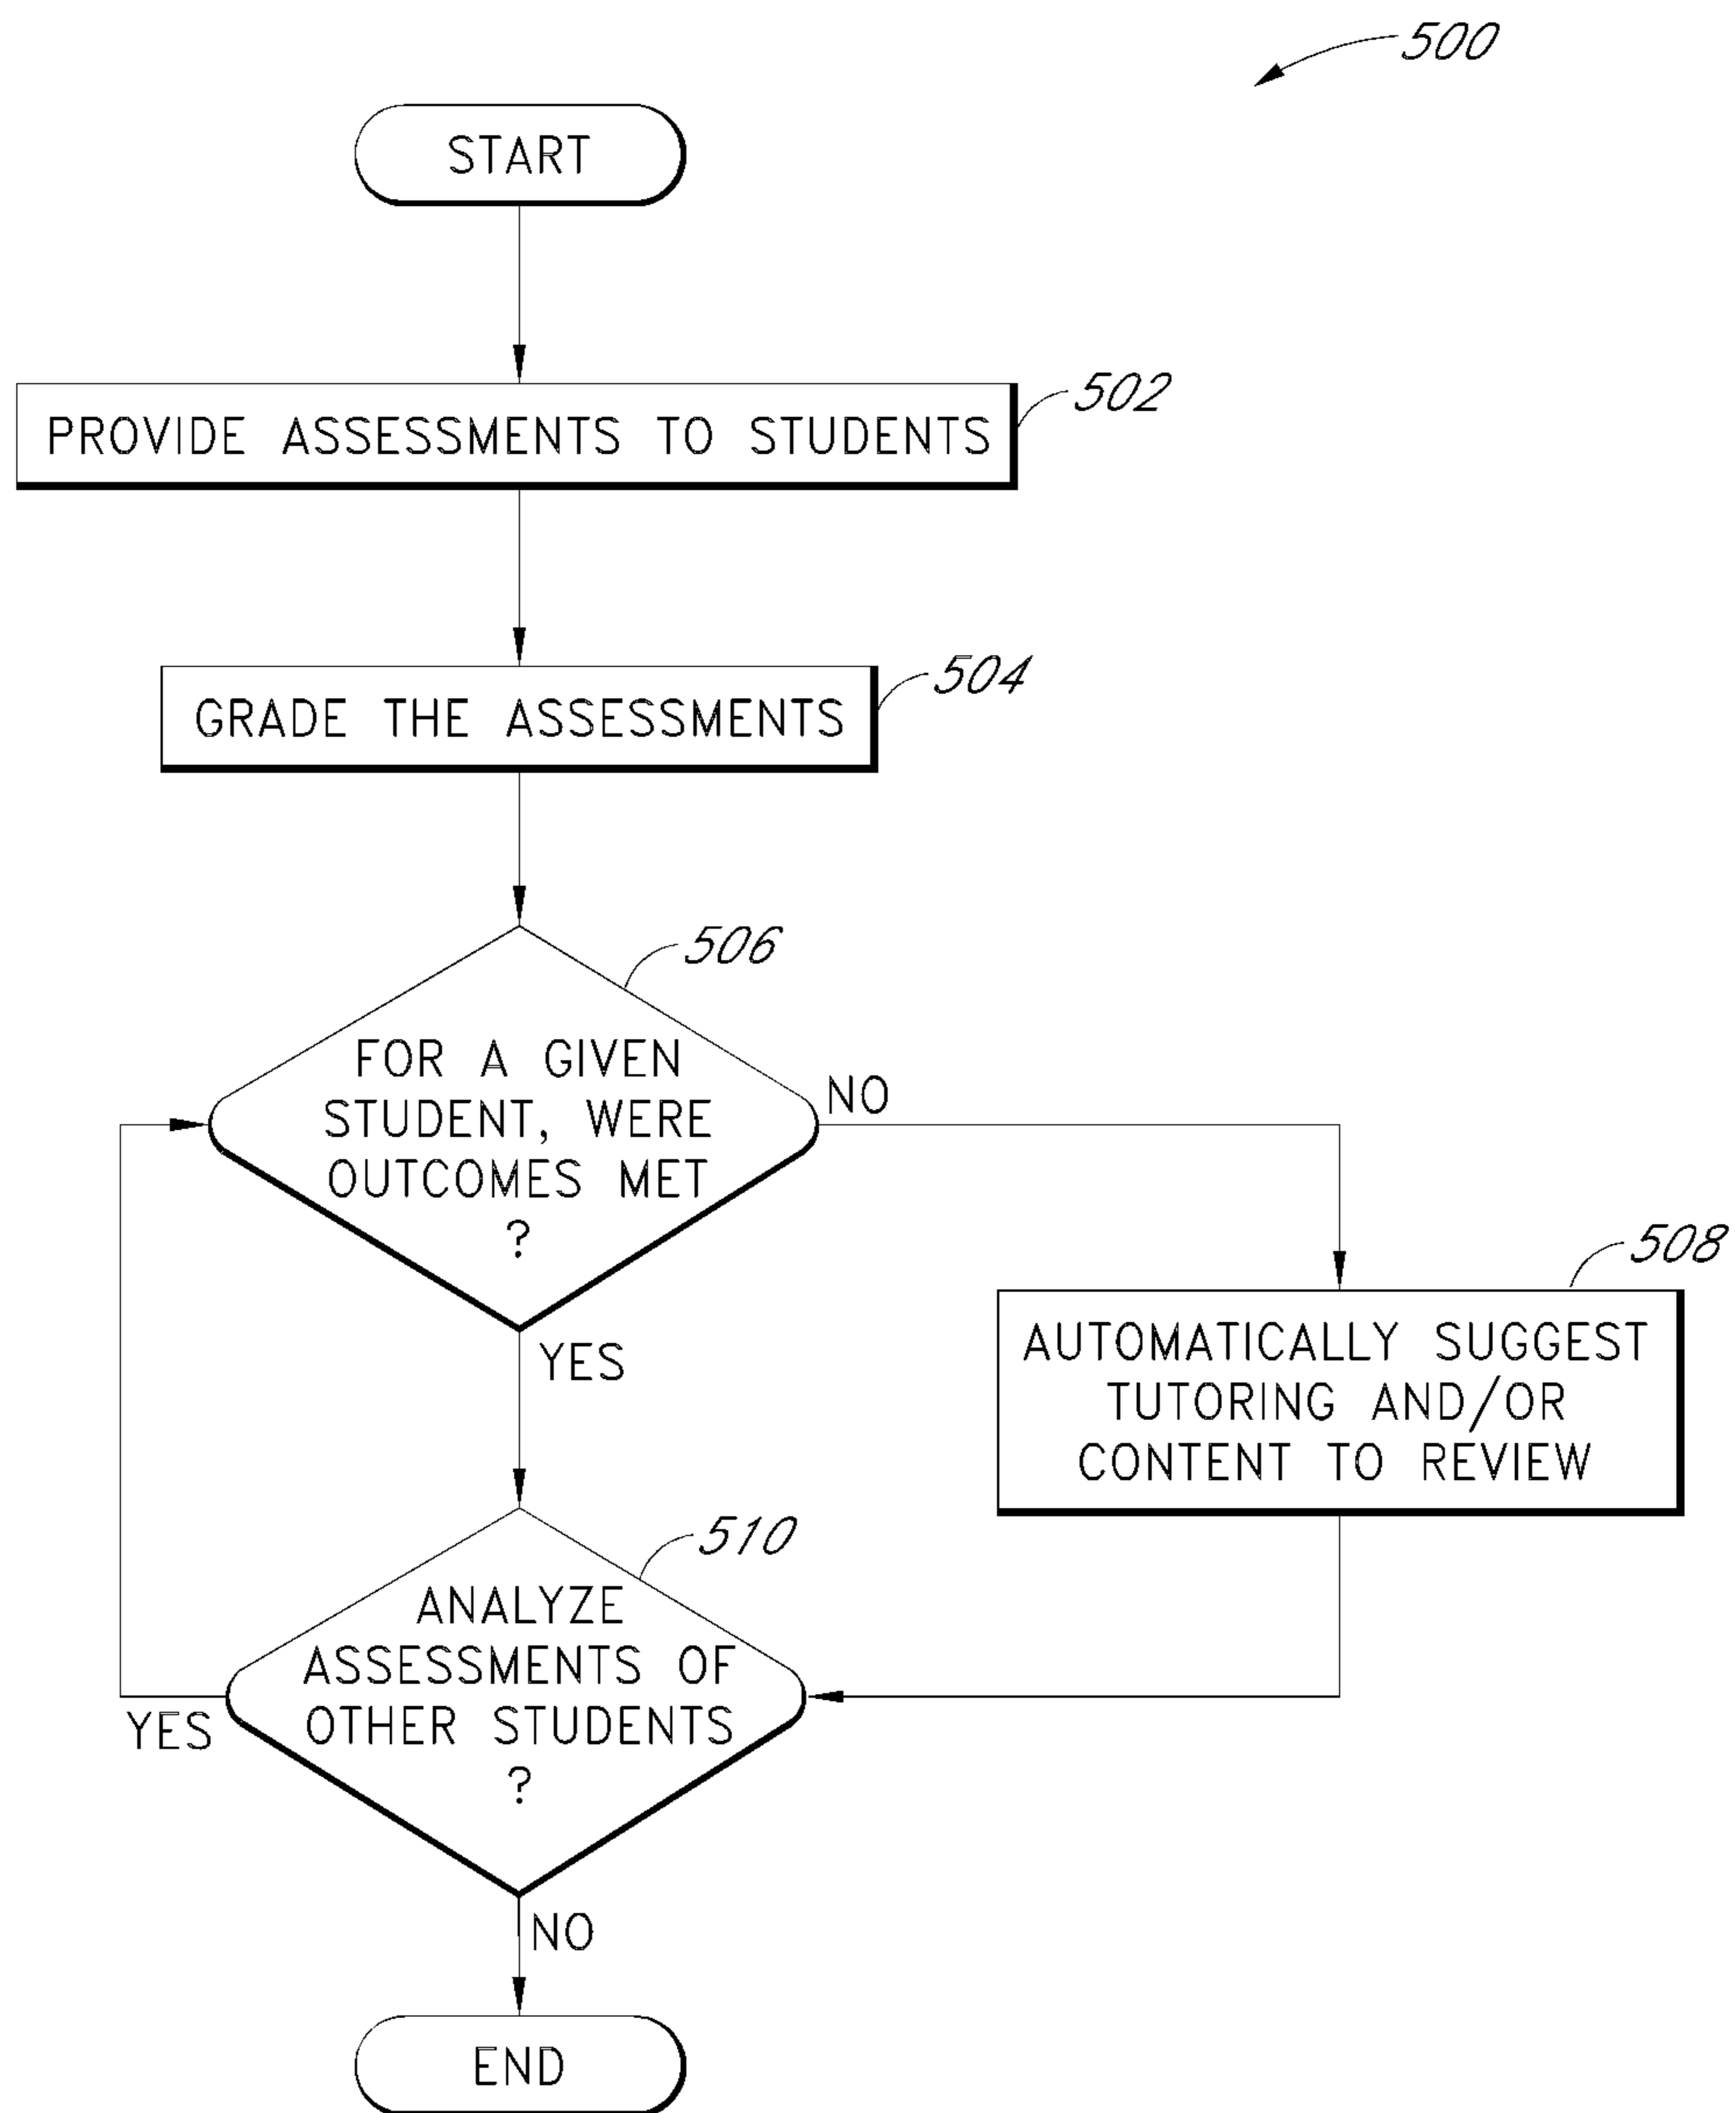 500
START
PROVIDE ASSESSMENTS TO STUDENTS
502
GRADE THE ASSESSMENTS
504
506
FOR A GIVEN
STUDENT, WERE
OUTCOMES MET
?
NO
YES
508
AUTOMATICALLY SUGGEST
TUTORING AND/OR
CONTENT TO REVIEW
510
ANALYZE
ASSESSMENTS OF
OTHER STUDENTS
?
YES
NO
END